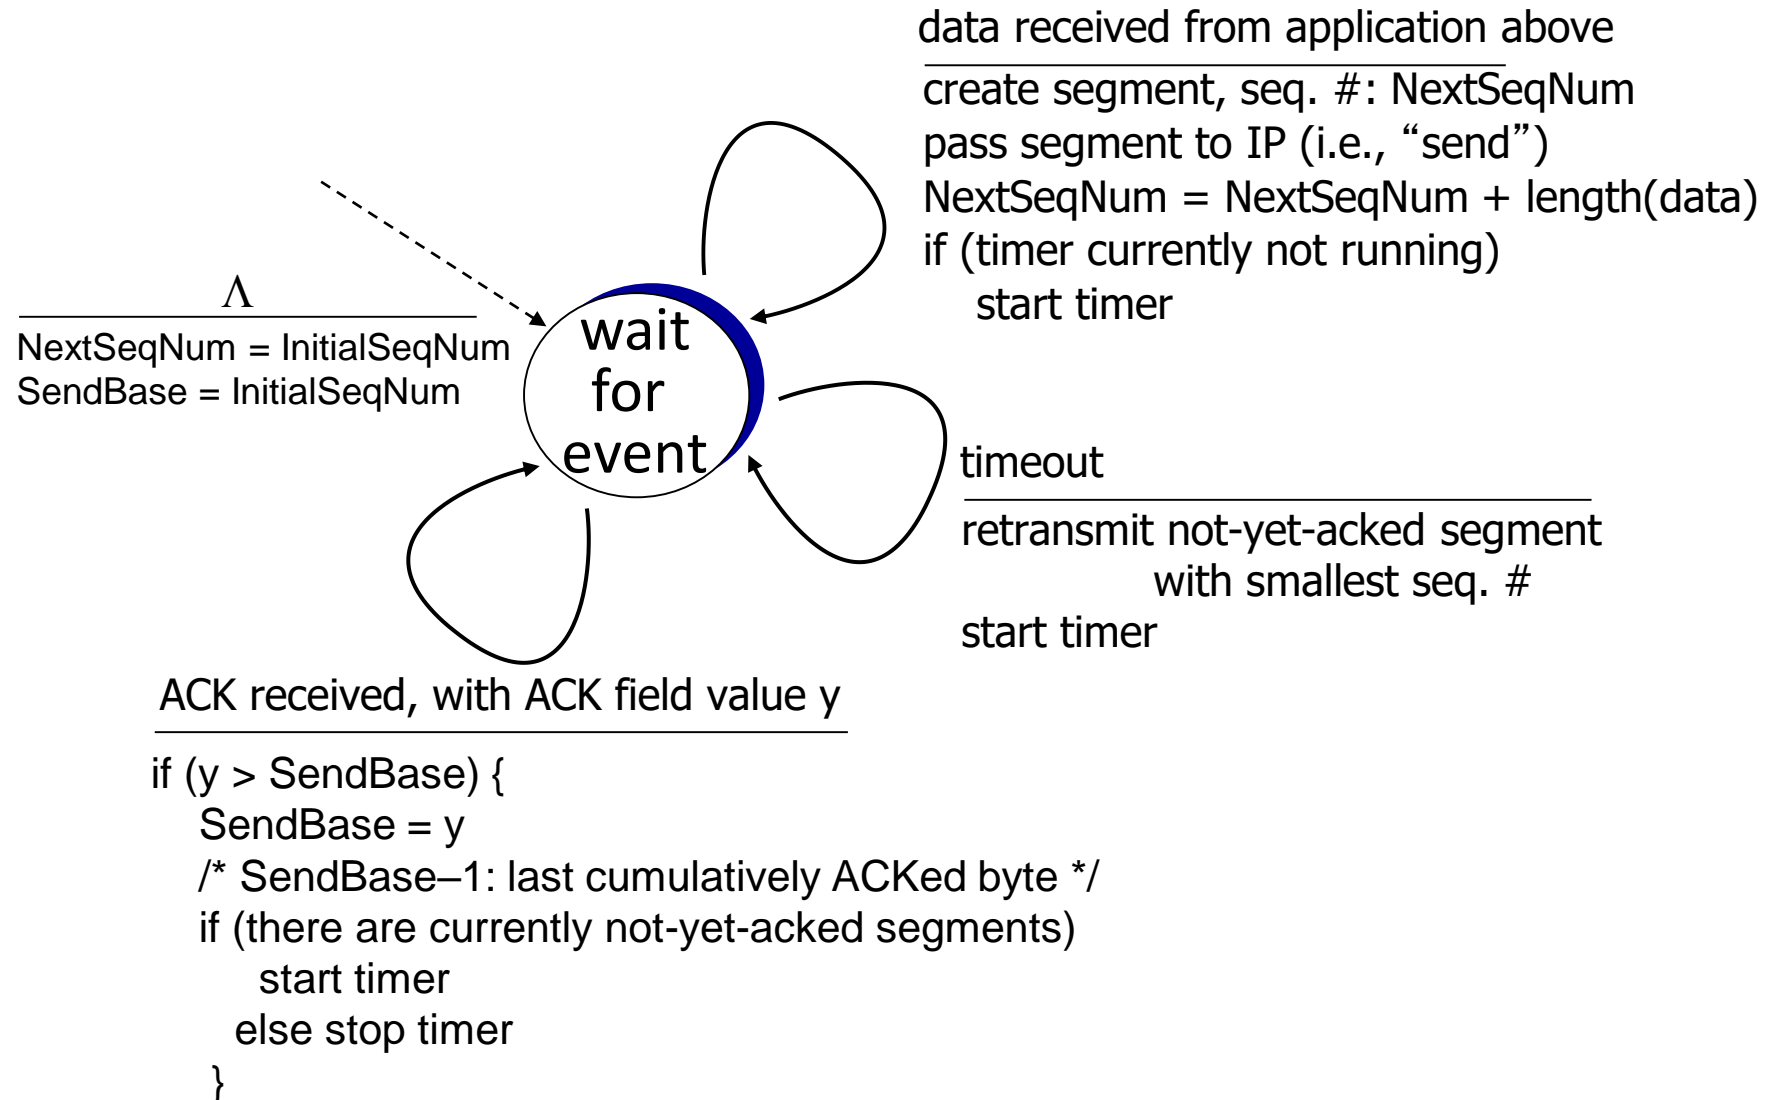 data received from application above
create segment, seq. #: NextSeqNum
pass segment to IP (i.e., “send”)
NextSeqNum = NextSeqNum + length(data)
if (timer currently not running)
start timer
Λ
NextSeqNum = InitialSeqNum
SendBase = InitialSeqNum
wait
for
event
timeout
retransmit not-yet-acked segment
with smallest seq. #
start timer
ACK received, with ACK field value y
if (y > SendBase) {
SendBase = y
/* SendBase–1: last cumulatively ACKed byte */
if (there are currently not-yet-acked segments)
start timer
else stop timer
}